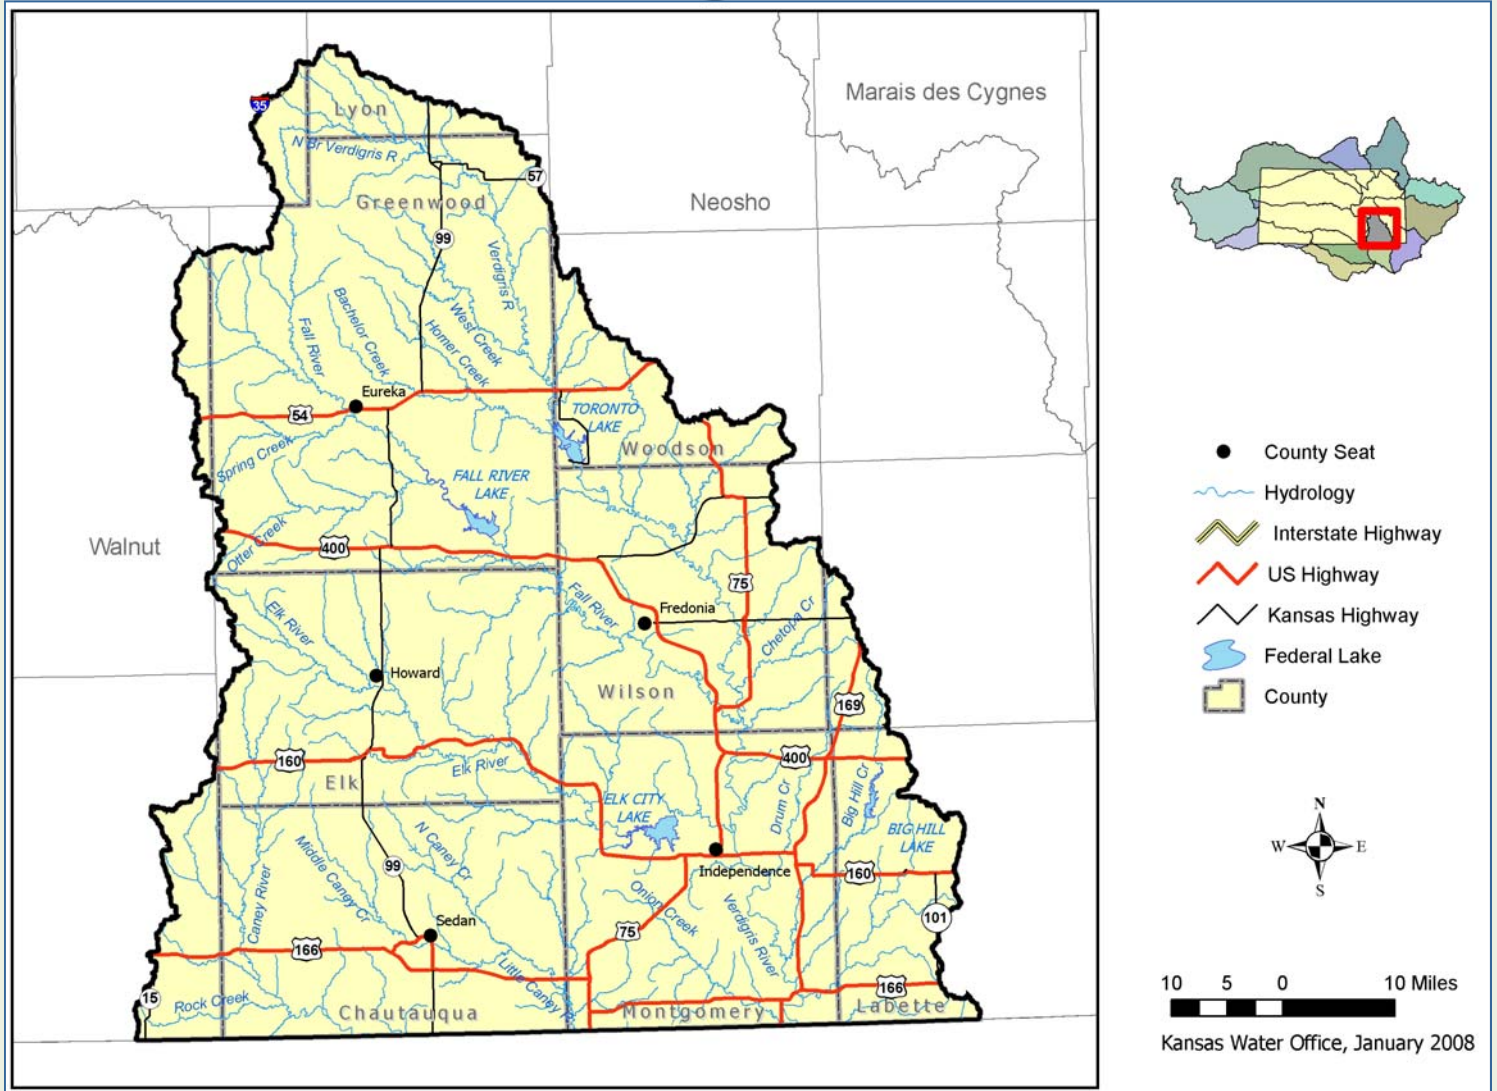 35
Lyon
Marais des Cygnes
N Br Verdigris R
57
Greenwood
Neosho
99
Verdigris R
Bachelor Creek
West Creek
Fall River
Homer Creek
Eureka
54
TORONTO
LAKE
Woodson
Spring Creek
FALL RIVER
LAKE
Walnut
Otter Creek
400
75
Fall River
Fredonia
Chetopa Cr
Elk River
Howard
Wilson
169
160
Elk River
400
Elk
ELK CITY
LAKE
Drum Cr
Big Hill Cr
BIG HILL
LAKE
N Caney Cr
Middle Caney Cr
99
Independence
160
Caney River
Onion Creek
Verdigris River
101
Sedan
75
166
Little Caney
166
15
Rock Creek
Chautauqua
Montgomery
Labette
County Seat
Hydrology
Interstate Highway
US Highway
Kansas Highway
Federal Lake
County
N
W E
S
10 5 0 10 Miles
Kansas Water Office, January 2008